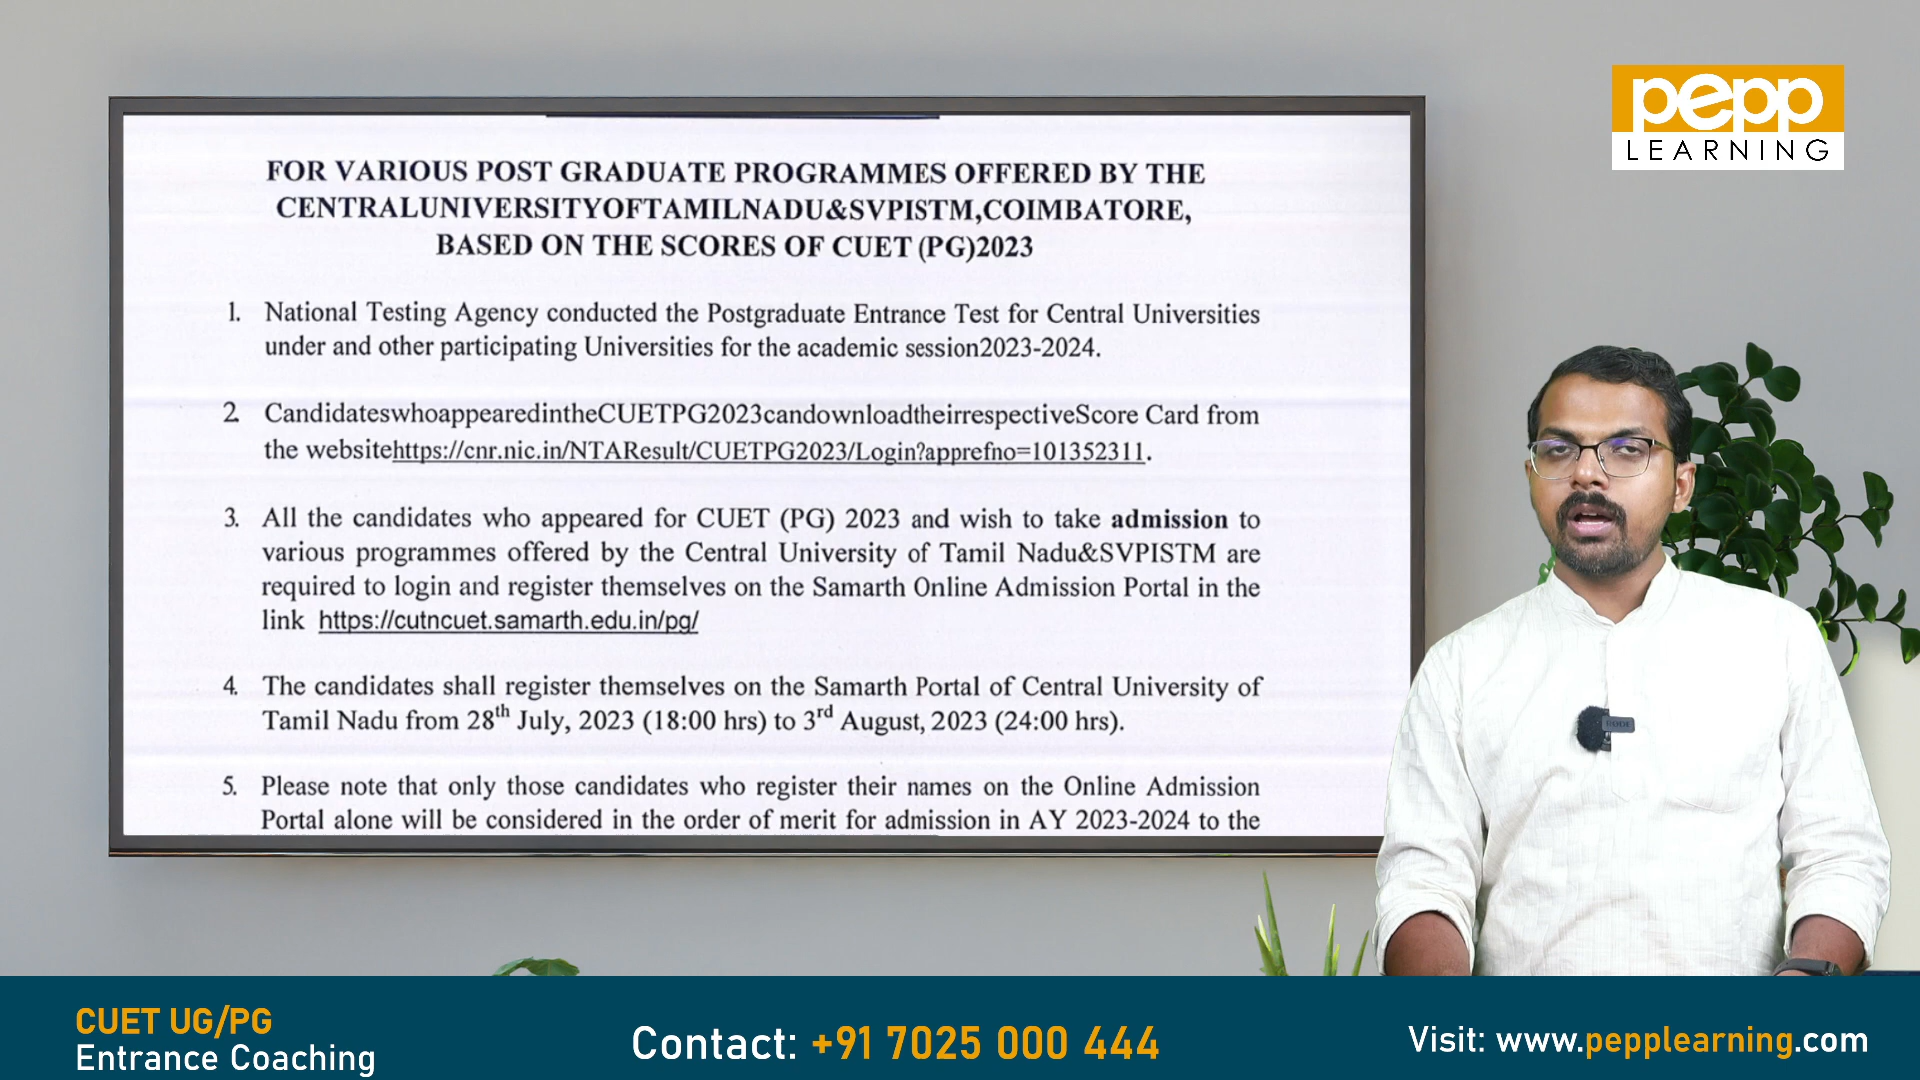 pepp
LEARNING
FOR VARIOUS POST GRADUATE PROGRAMMES OFFERED BY THE
CENTRALUNIVERSITYOFTAMILNADU&SVPISTM,COIMBATORE,
BASED ON THE SCORES OF CUET (PG)2023
1. National Testing Agency conducted the Postgraduate Entrance Test for Central Universities
under and other participating Universities for the academic session2023-2024.
2. CandidateswhoappearedintheCUETPG2023candownloadtheirrespectiveScore Card from
the websitehttps://cnr.nic.in/NTAResult/CUETPG2023/Login?apprefno=101352311.
3. All the candidates who appeared for CUET (PG) 2023 and wish to take admission to
various programmes offered by the Central University of Tamil Nadu&SVPISTM are
required to login and register themselves on the Samarth Online Admission Portal in the
link https://cutncuet.samarth.edu.in/pg/
4. The candidates shall register themselves on the Samarth Portal of Central University of
Tamil Nadu from 28th July, 2023 (18:00 hrs) to 3rd August, 2023 (24:00 hrs).
5. Please note that only those candidates who register their names on the Online Admission
Portal alone will be considered in the order of merit for admission in AY 2023-2024 to the
CUET UG/PG
Entrance Coaching
Contact: +91 7025 000 444
Visit: www.pepplearning.com